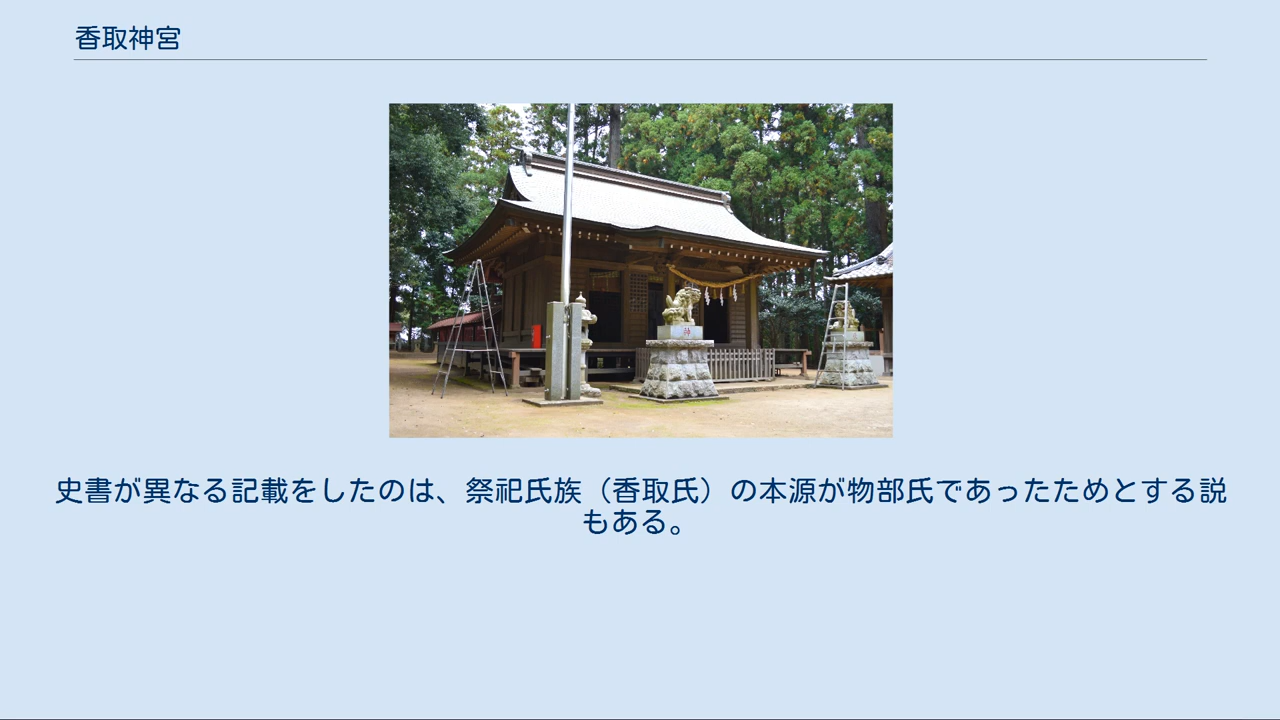 香取神宮
神
史書が異なる記載をしたのは、祭祀氏族（香取氏）の本源が物部氏であったためとする説
もある。